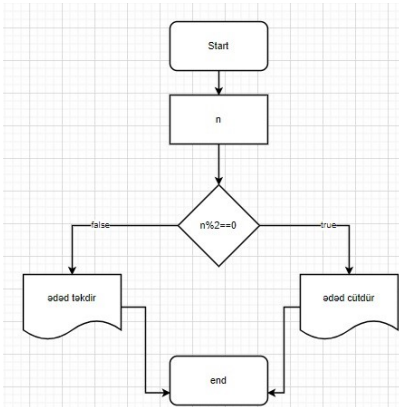 Start
n
n%2==0
false
true
ədəd təkdir
ədəd cütdür
end